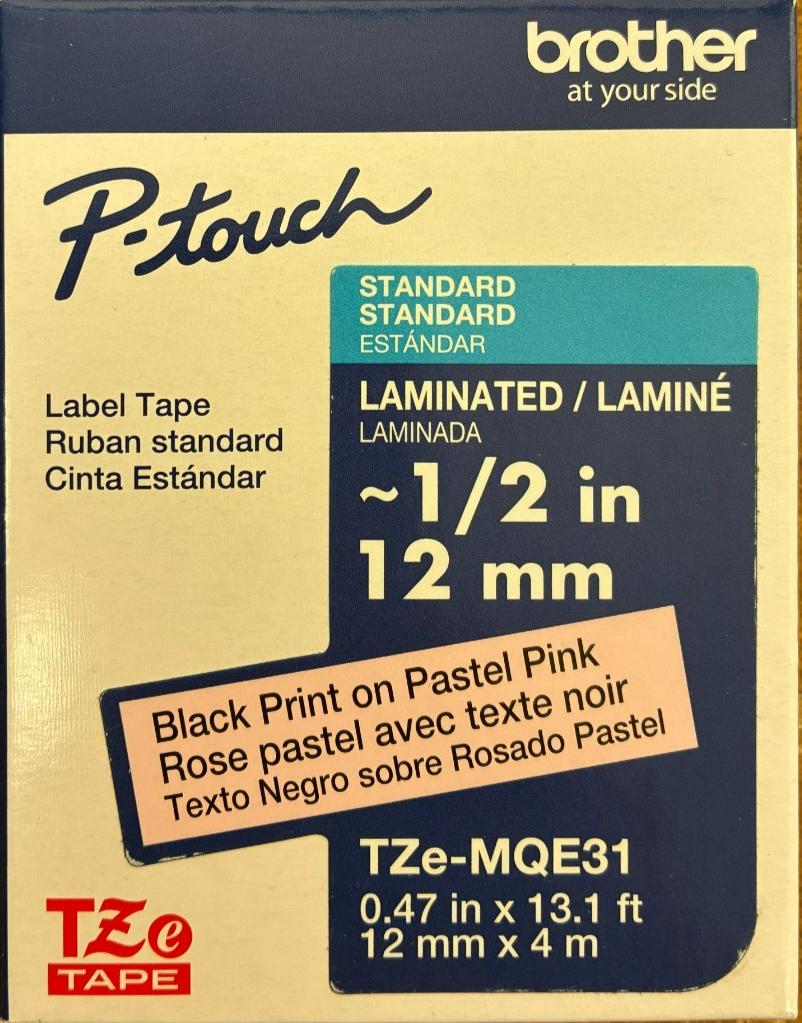 brother
at your side
P-touch
STANDARD
STANDARD
ESTÁNDAR
LAMINATED / LAMINÉ
LAMINADA
~1/2 in
12 mm
Label Tape
Ruban standard
Cinta Estándar
Black Print on Pastel Pink
Rose pastel avec texte noir
Texto Negro sobre Rosado Pastel
TZe-MQE31
0.47 in x 13.1 ft
12 mm x 4 m
TZe
TAPE